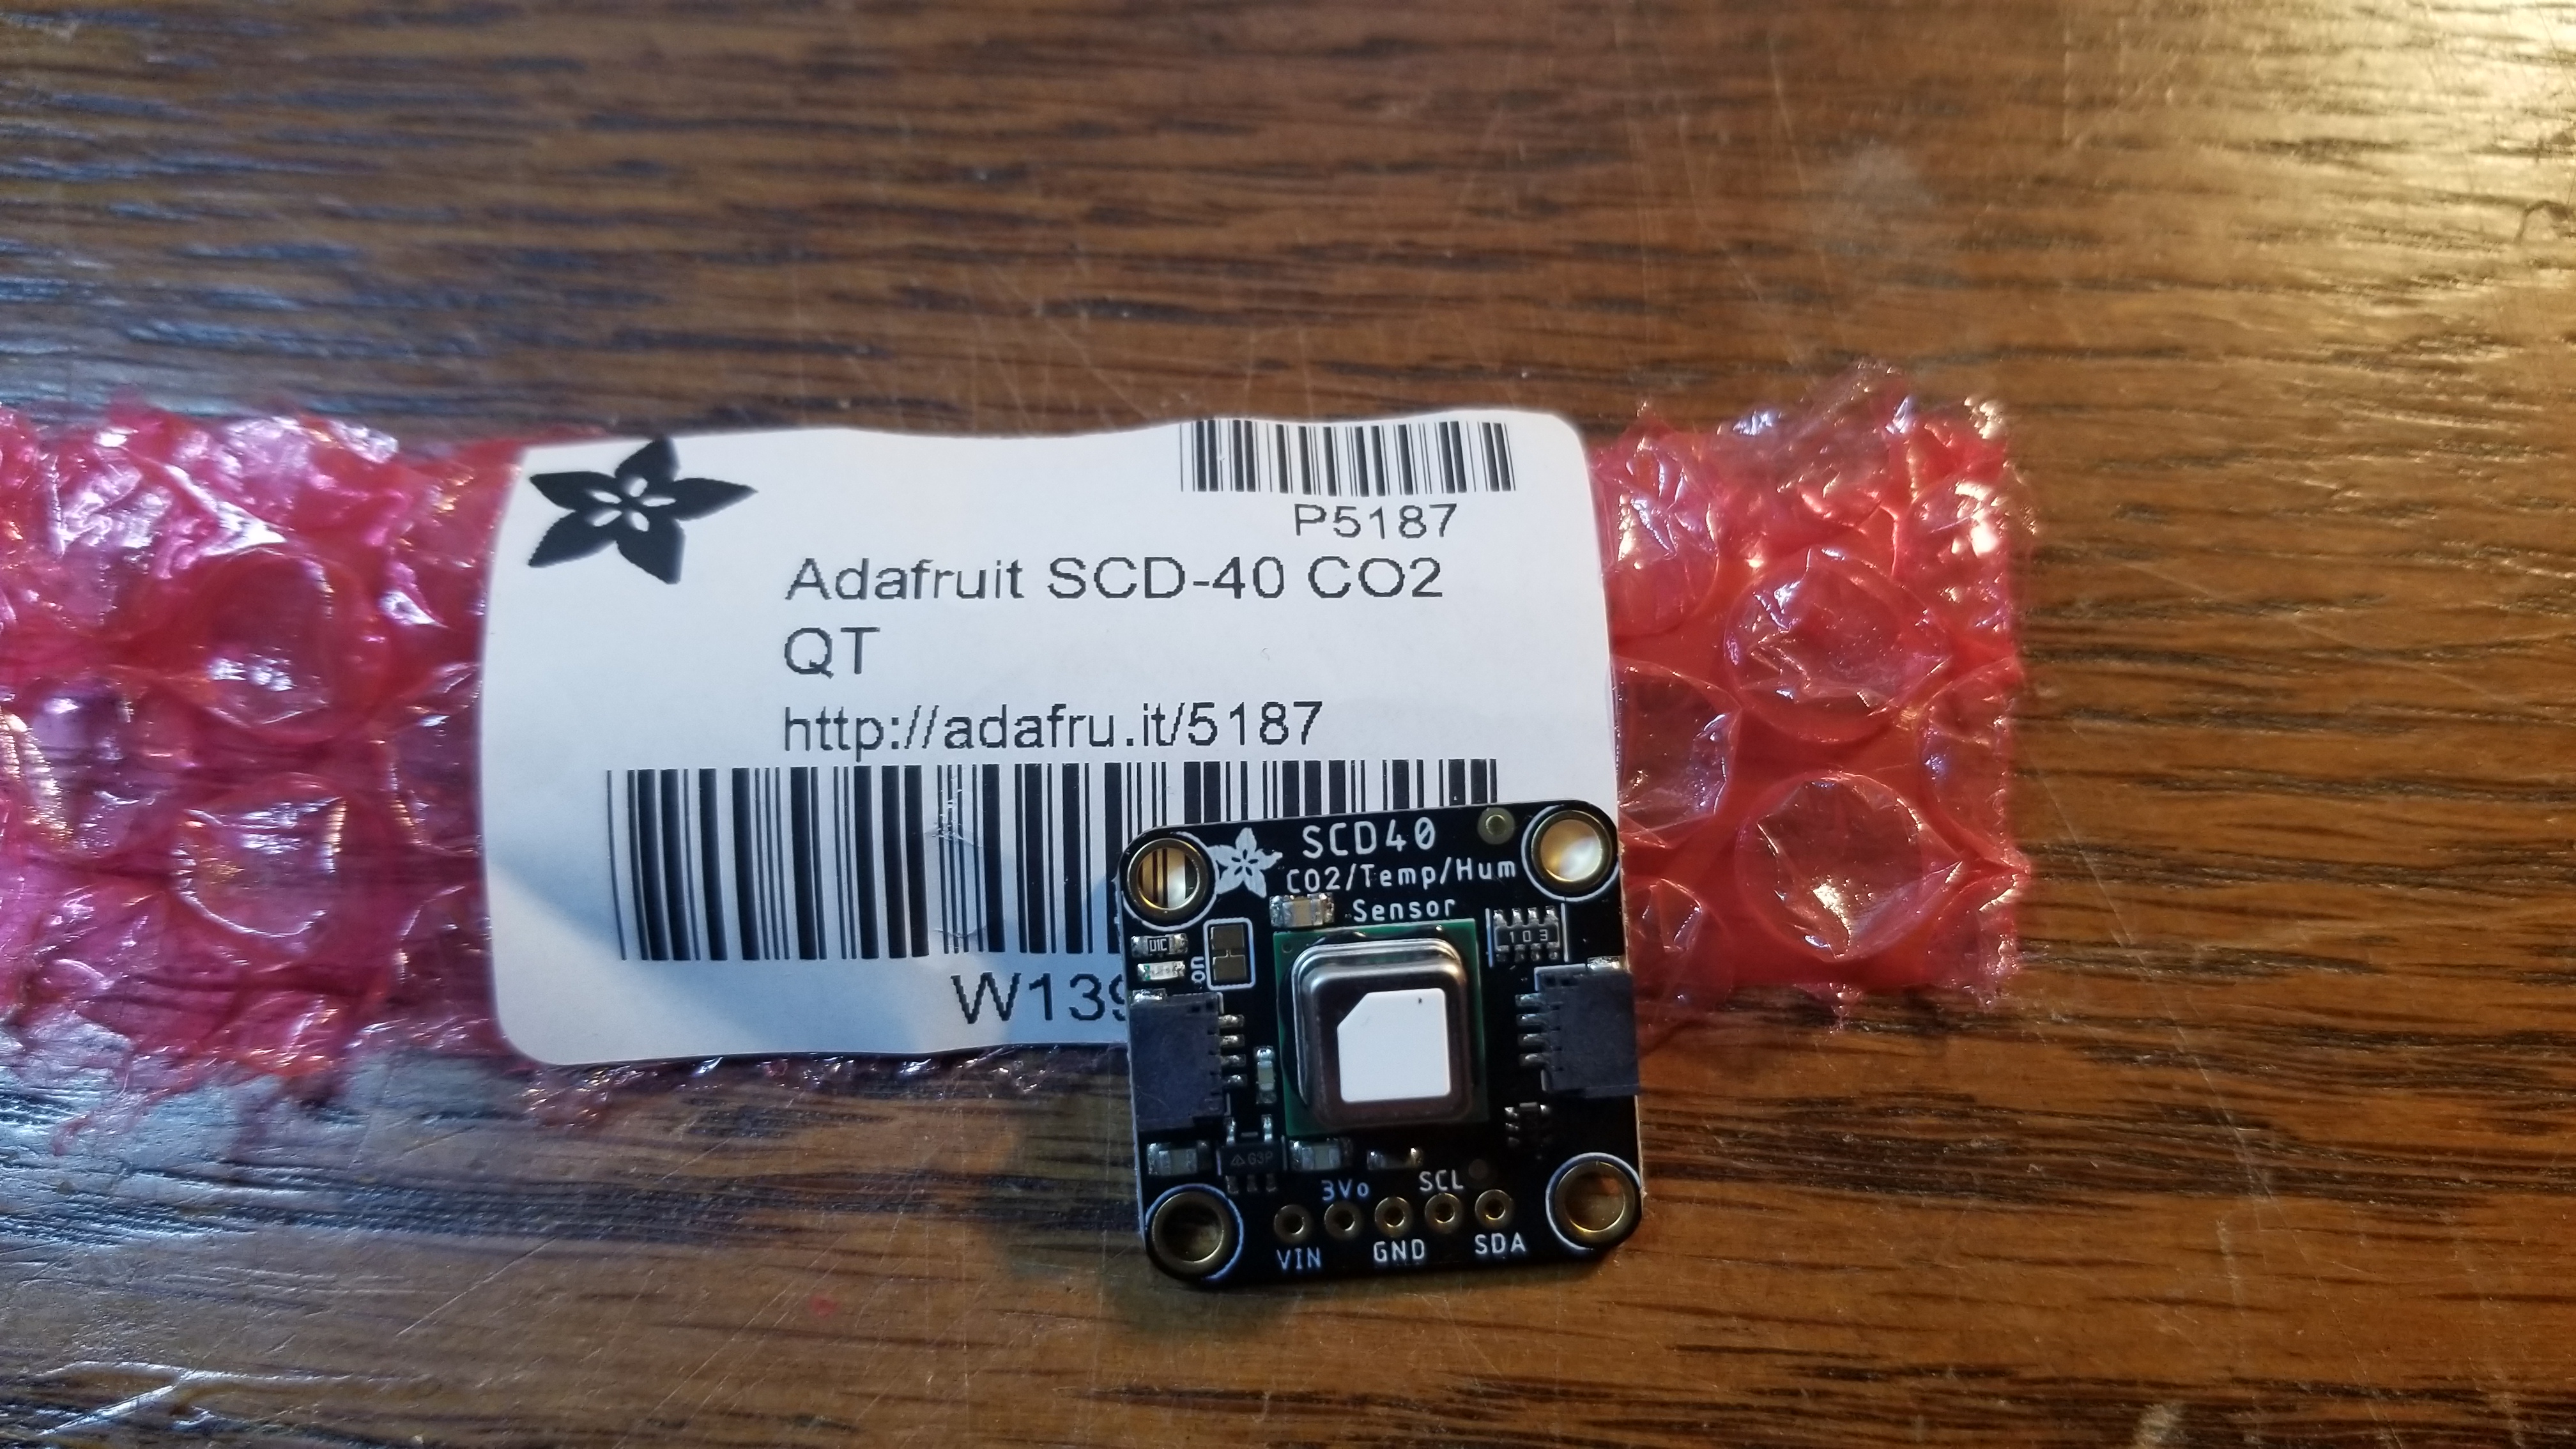 P5187
Adafruit SCD-40 CO2
QT
http://adafru.it/5187
SCD40
CO2/Temp/Hum
Sensor
on
103
VIN
3Vo
GND
SCL
SDA